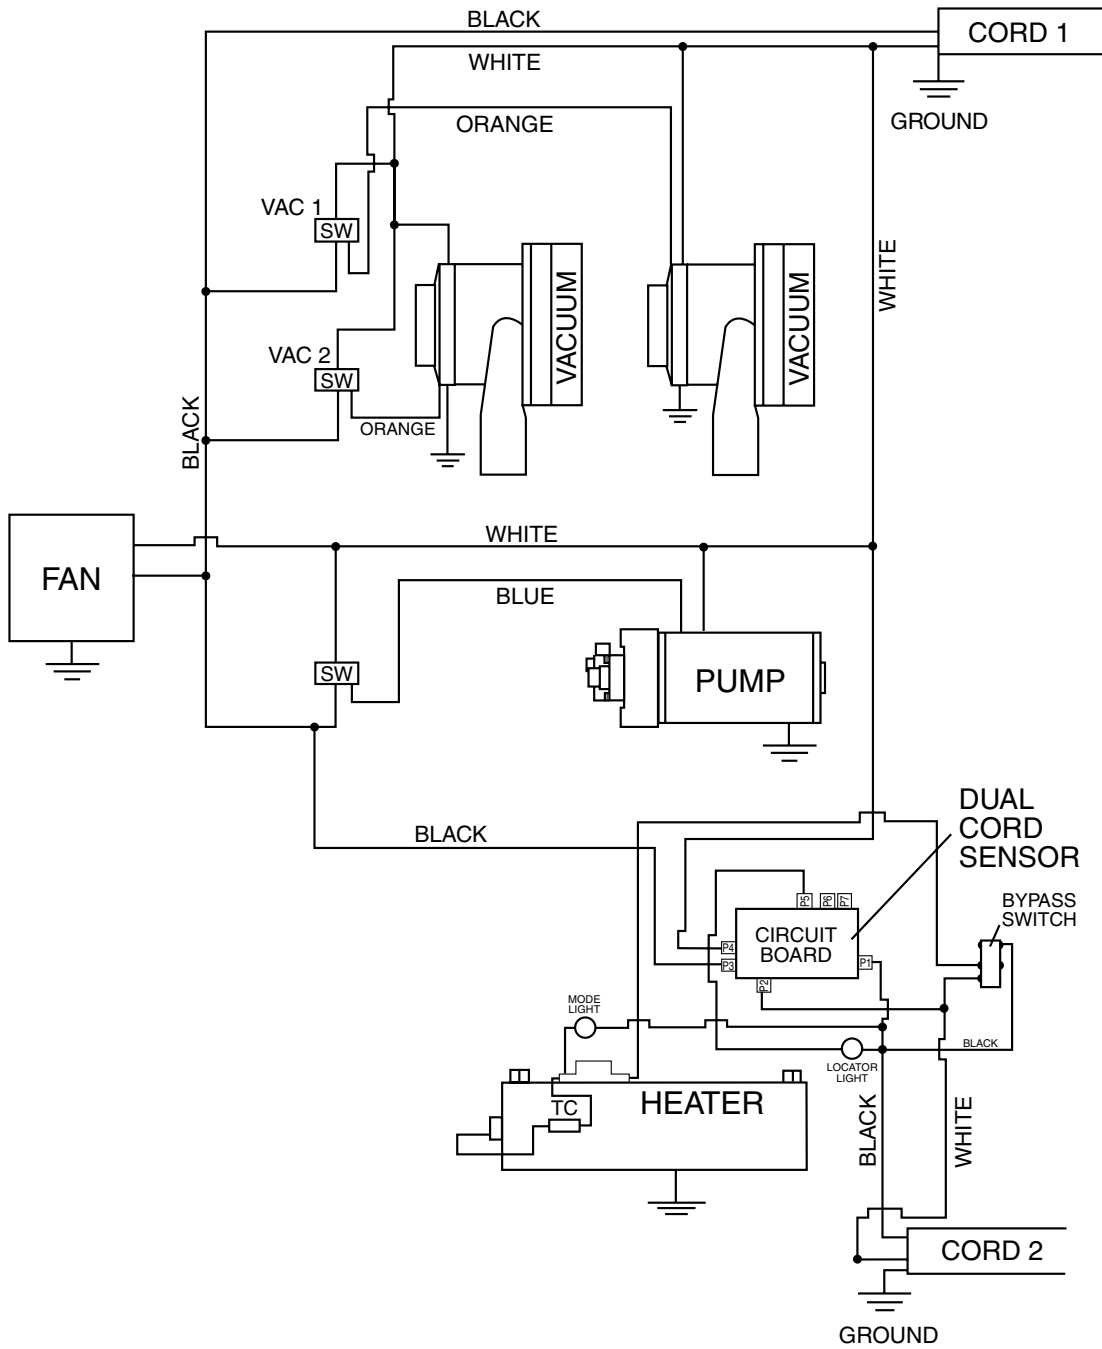 BLACK
CORD 1
WHITE
GROUND
ORANGE
VAC 1
SW
WHITE
VACUUM
VACUUM
VAC 2
SW
BLACK
ORANGE
FAN
WHITE
BLUE
SW
PUMP
DUAL
CORD
SENSOR
BLACK
BYPASS
SWITCH
P5
P6
P7
CIRCUIT
BOARD
P4
P3
P1
P2
MODE
LIGHT
BLACK
LOCATOR
LIGHT
HEATER
TC
BLACK
WHITE
CORD 2
GROUND